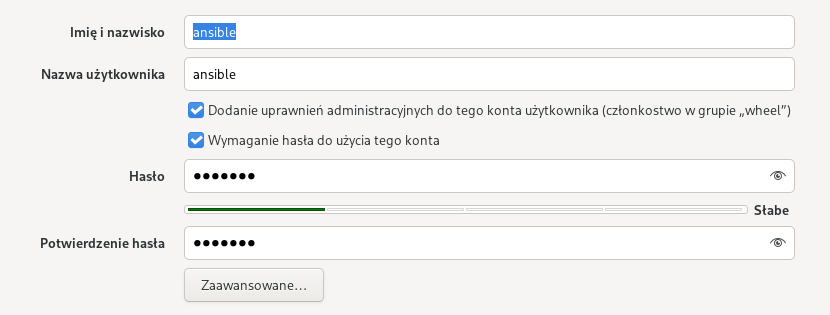 Imię i nazwisko ansible
Nazwa użytkownika ansible
Dodanie uprawnień administracyjnych do tego konta użytkownika (członkostwo w grupie „wheel”)
Wymaganie hasła do użycia tego konta
Hasło •••••••
Słabe
Potwierdzenie hasła •••••••
Zaawansowane…